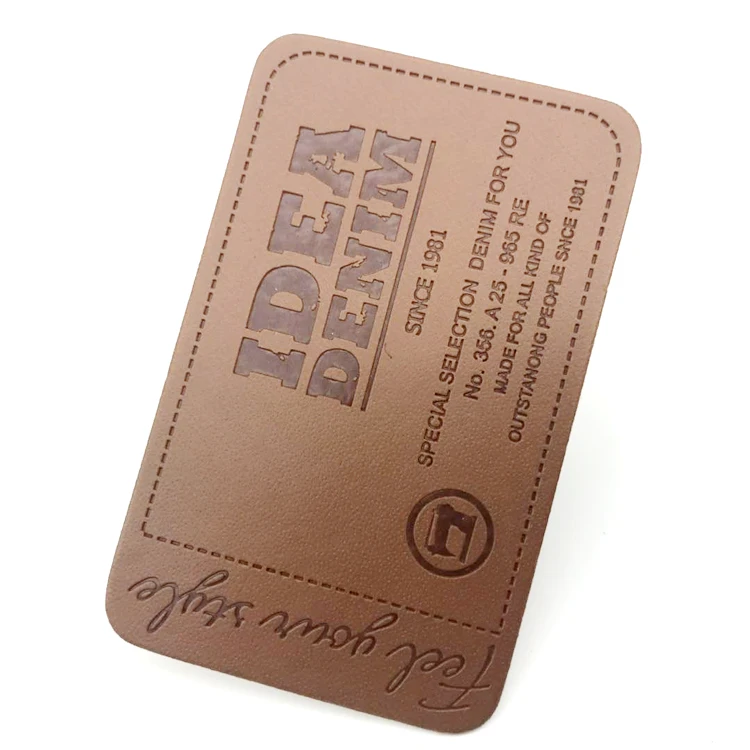 IDEA
DENIM
SINCE 1981
SPECIAL SELECTION DENIM FOR YOU
No. 356. A 25 - 965 RE
MADE FOR ALL KIND OF
OUTSTANONG PEOPLE SNCE 1981
Feel your style